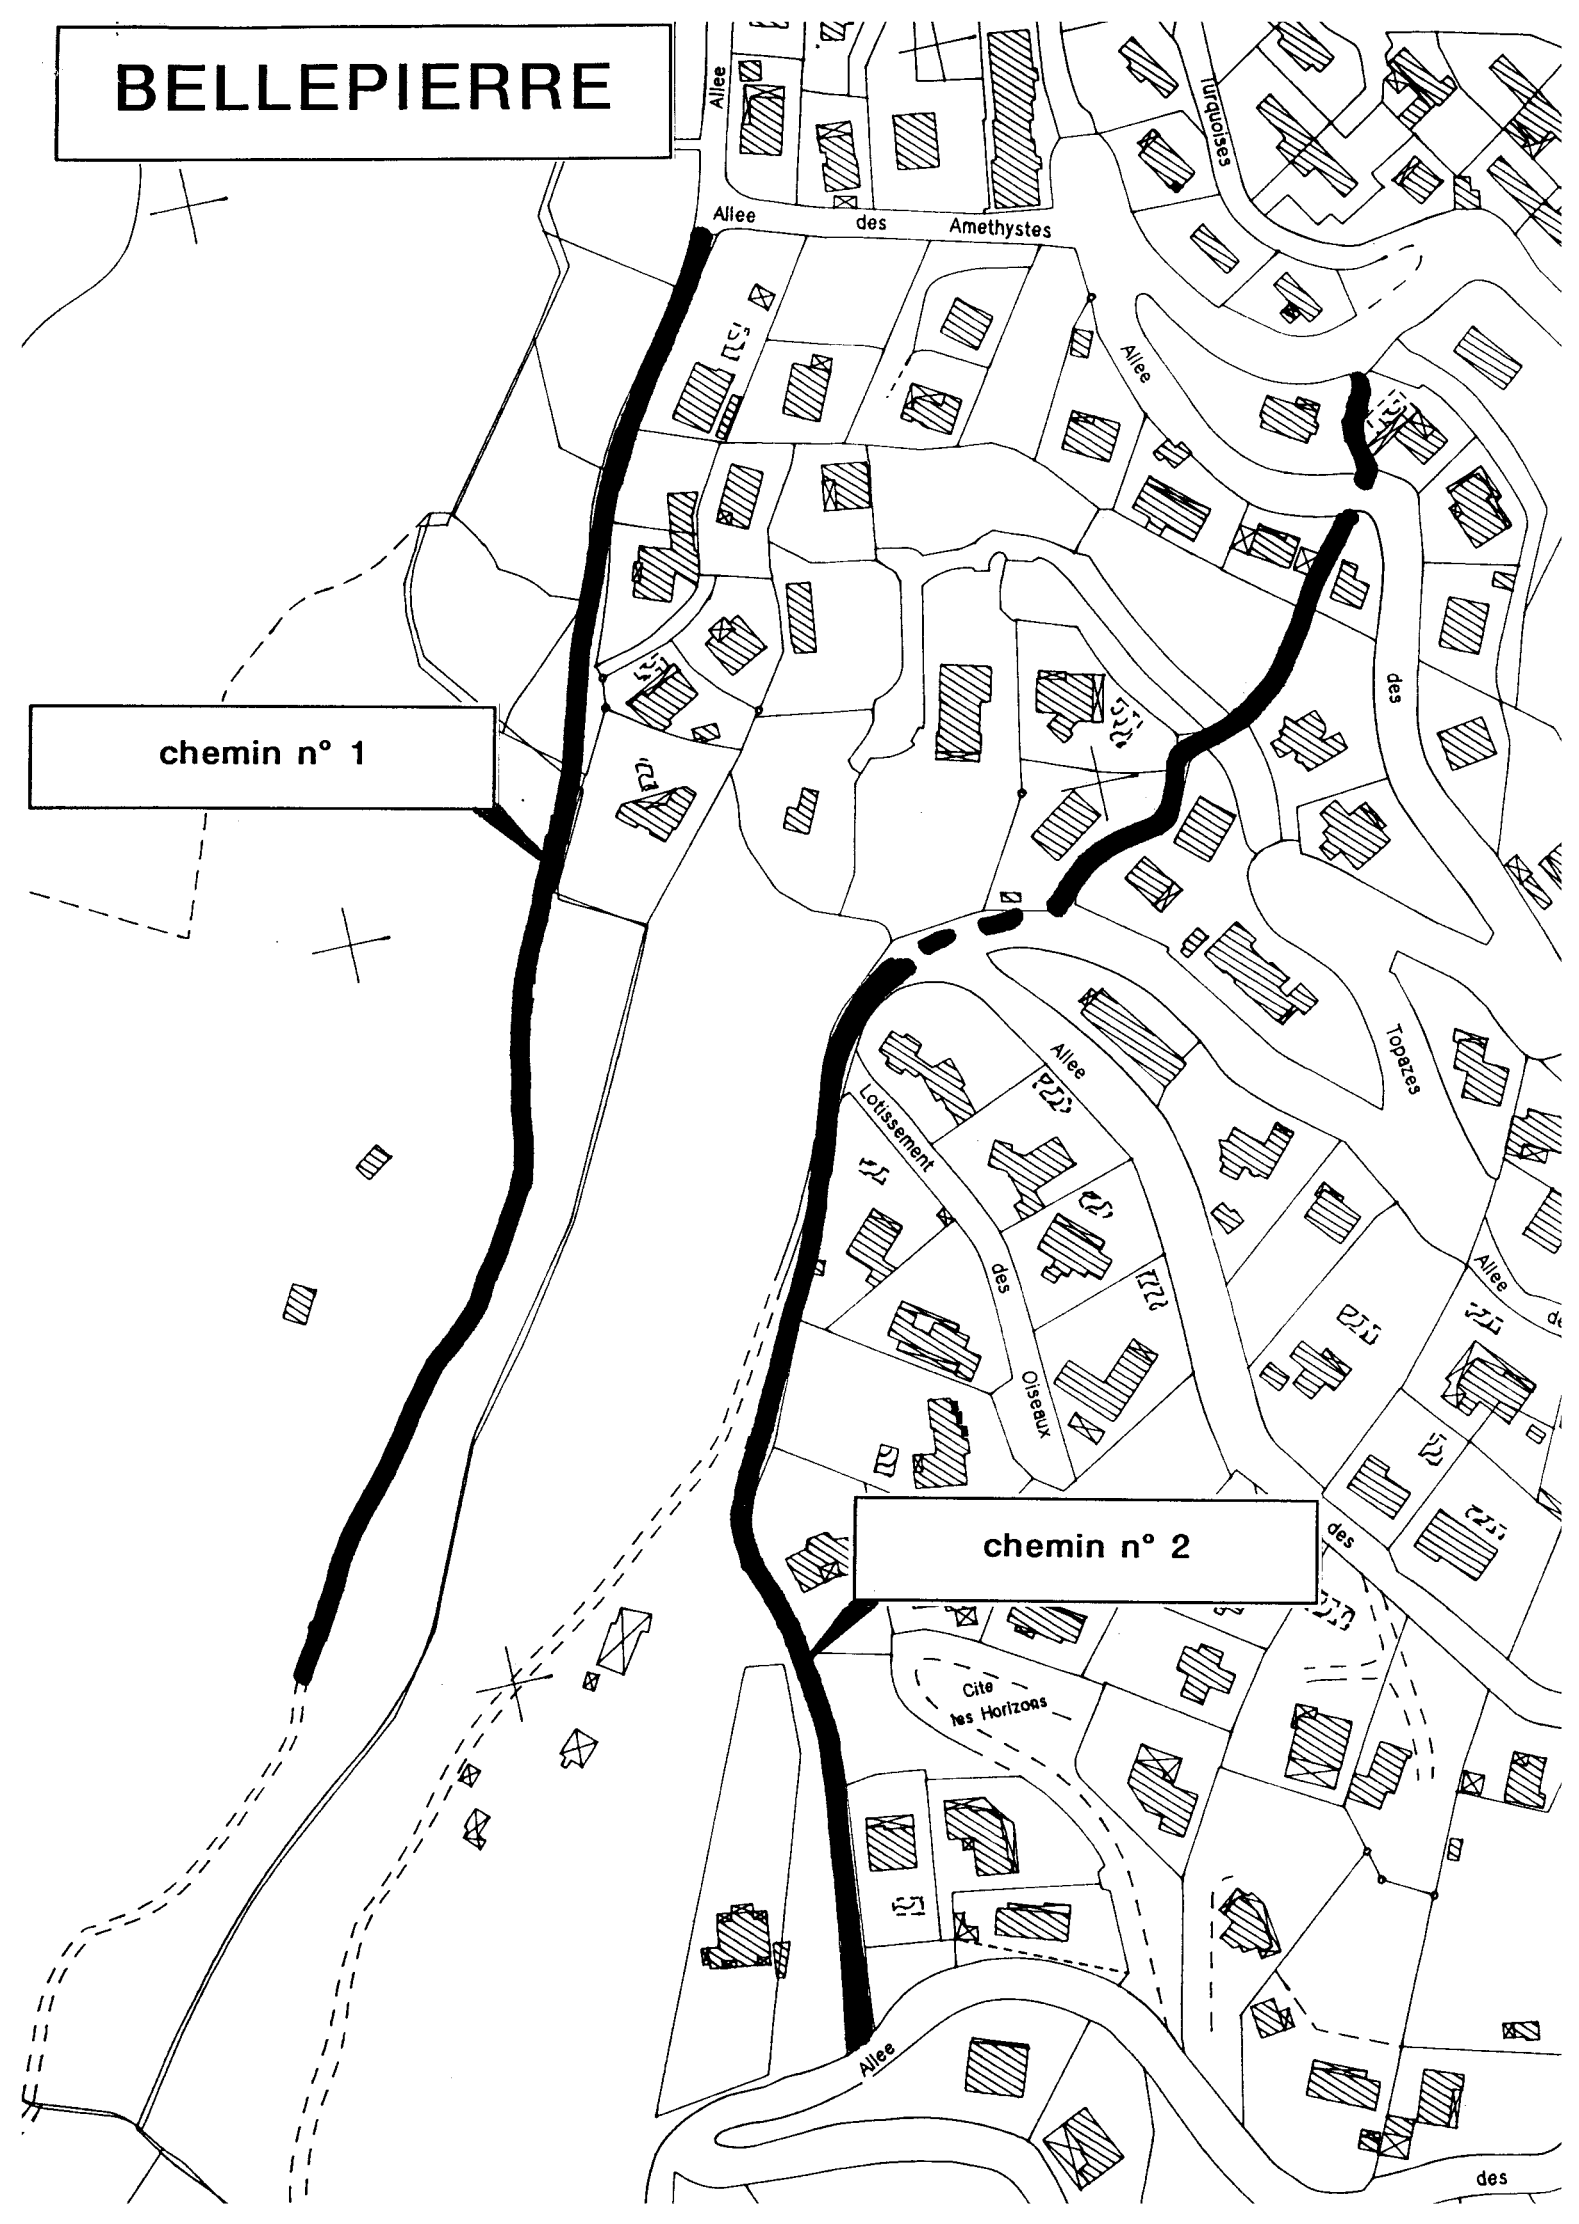 BELLEPIERRE
Allee
Turquoises
Allee des Amethystes
Allee
des
chemin n° 1
Topazes
Allee
Lotissement
des
Oiseaux
Allee
de
chemin n° 2
des
Cite
les Horizons
Allee
des